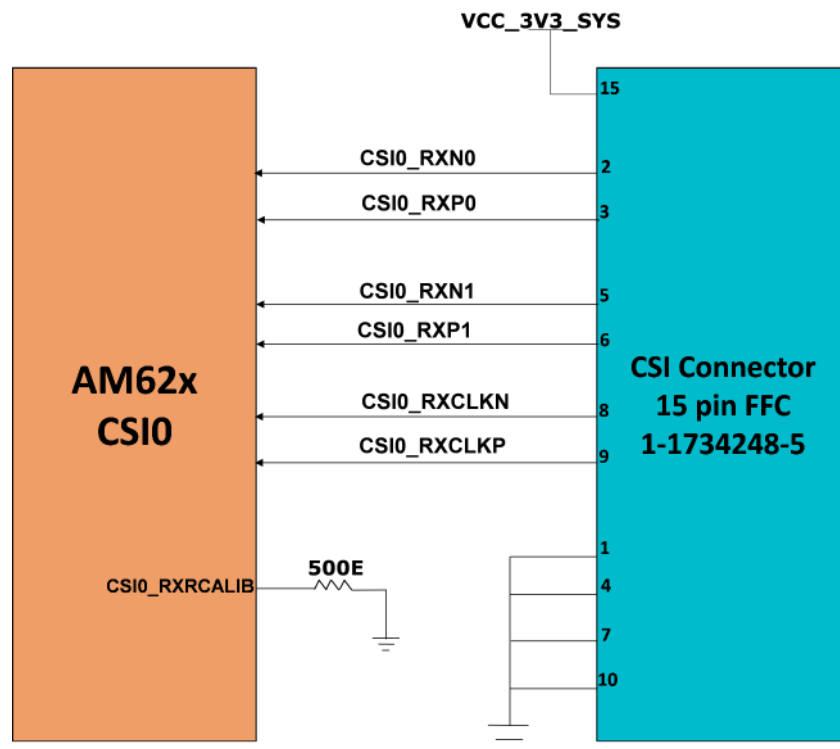 VCC_3V3_SYS
15
CSI0_RXN0
2
CSI0_RXP0
3
CSI0_RXN1
5
CSI0_RXP1
6
AM62x
CSI0
CSI Connector
15 pin FFC
1-1734248-5
CSI0_RXCLKN
8
CSI0_RXCLKP
9
1
500E
CSI0_RXRCALIB
4
7
10